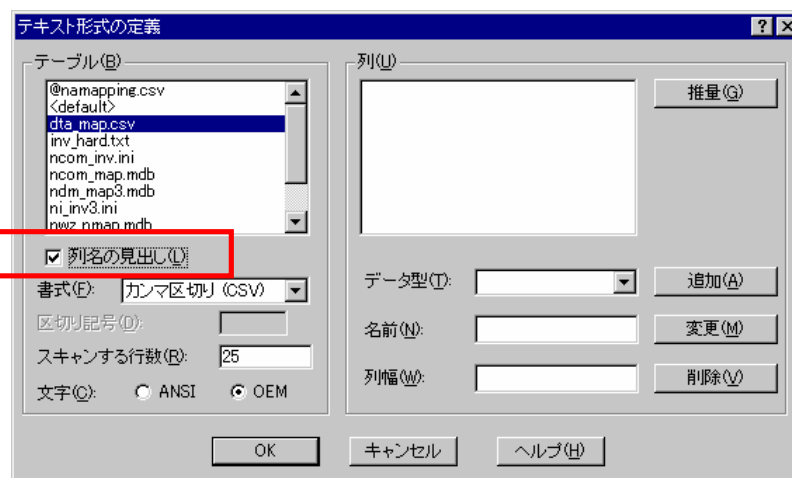 テキスト形式の定義
テーブル(B)
@namapping.csv
<default>
dta_map.csv
inv_hard.txt
ncom_inv.ini
ncom_map.mdb
ndm_map3.mdb
ni_inv3.ini
nwz_nmap.mdb
列名の見出し(L)
書式(F): カンマ区切り (CSV)
区切り記号(D):
スキャンする行数(R): 25
文字(C): ANSI OEM
列(U)
推量(G)
データ型(T): 追加(A)
名前(N): 変更(M)
列幅(W): 削除(V)
OK キャンセル ヘルプ(H)